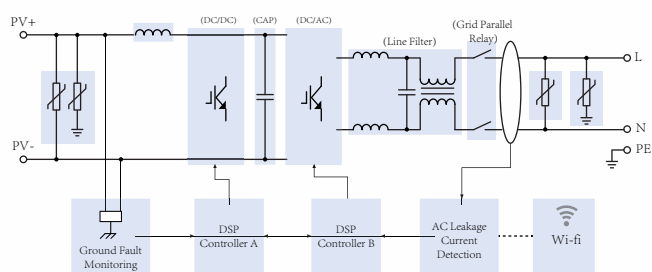 PV+
(DC/DC)
(CAP)
(DC/AC)
(Line Filter)
(Grid Parallel
Relay)
L
N
PE
PV-
Ground Fault
Monitoring
DSP
Controller A
DSP
Controller B
AC Leakage
Current
Detection
Wi-fi